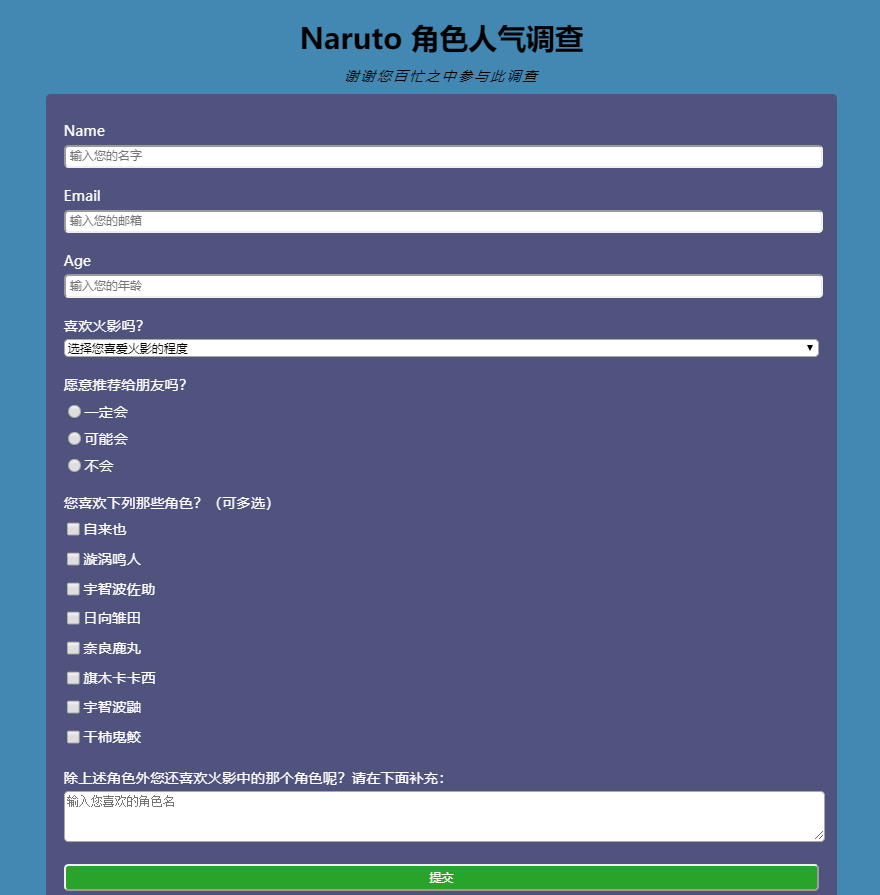 Naruto 角色人气调查
谢谢您百忙之中参与此调查
Name
输入您的名字
Email
输入您的邮箱
Age
输入您的年龄
喜欢火影吗？
选择您喜爱火影的程度
愿意推荐给朋友吗？
一定会
可能会
不会
您喜欢下列那些角色？（可多选）
自来也
漩涡鸣人
宇智波佐助
日向雏田
奈良鹿丸
旗木卡卡西
宇智波鼬
干柿鬼鲛
除上述角色外您还喜欢火影中的那个角色呢？请在下面补充：
输入您喜欢的角色名
提交